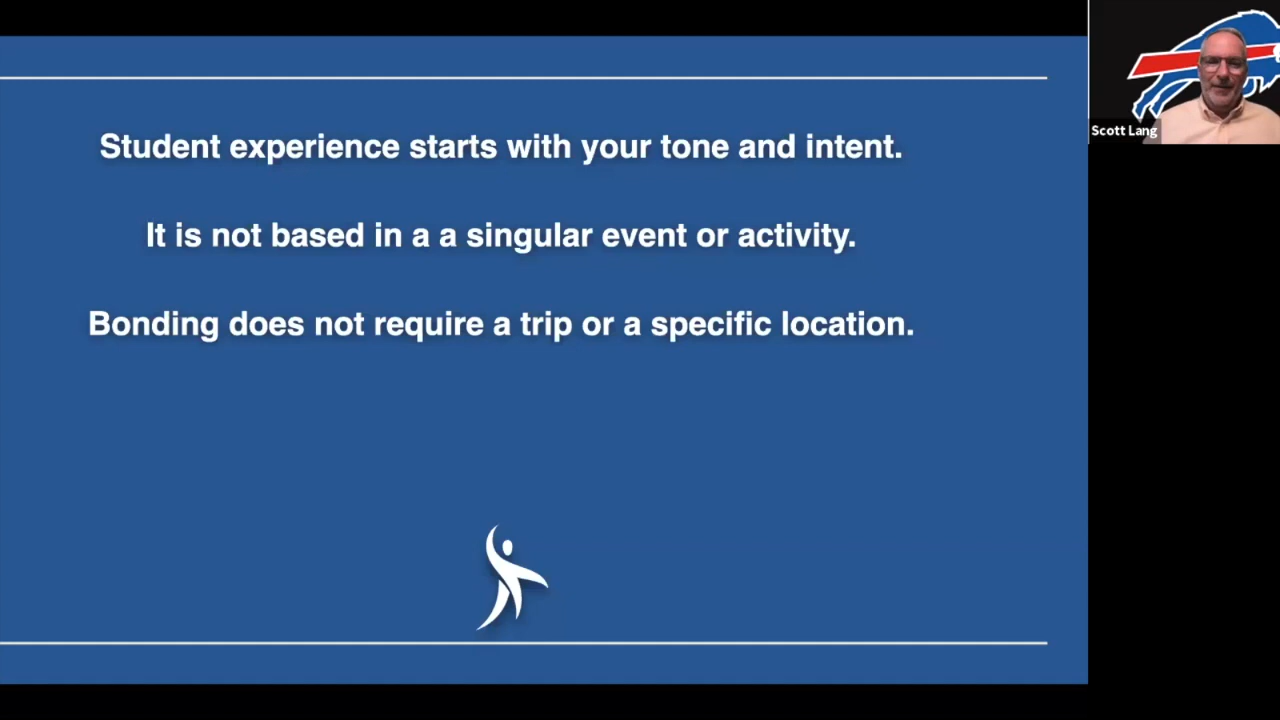 Student experience starts with your tone and intent.
It is not based in a a singular event or activity.
Bonding does not require a trip or a specific location.
Scott Lang